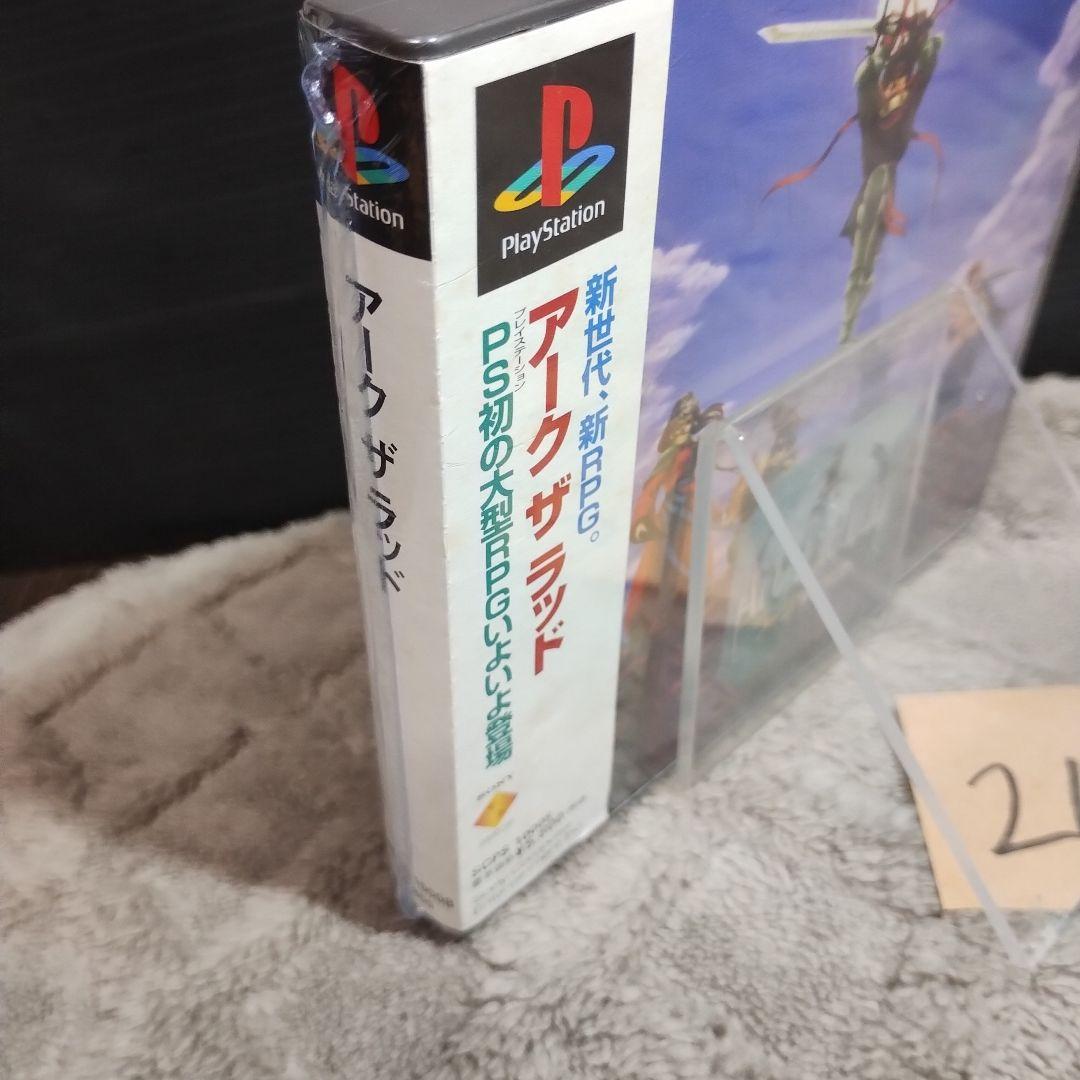 PlayStation
アーク ザ ラッド
PlayStation
新世代、新RPG。
アーク ザ ラッド
プレイステーション
PS初の大型RPGいよいよ登場
SONY